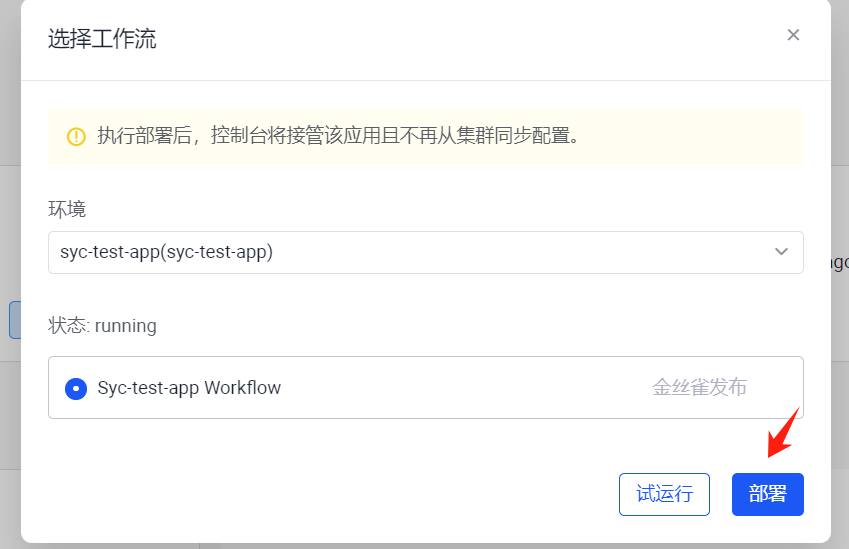 选择工作流
执行部署后，控制台将接管该应用且不再从集群同步配置。
环境
syc-test-app(syc-test-app)
状态: running
Syc-test-app Workflow 金丝雀发布
试运行 部署